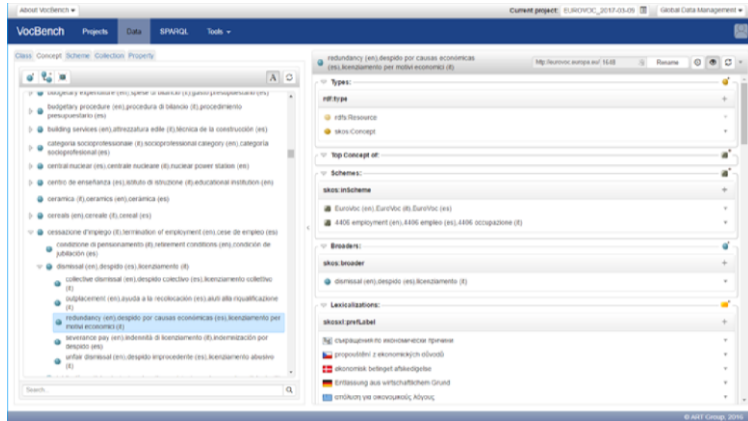 About VocBench
Current project: EUROVOC_2017-03-05 Global Data Management
VocBench Projects Data SPARQL Tools
Class Concept Scheme Collection Property
budgetary procedure (en),procedura di bilancio (it),procedimiento
presupuestario (es)
building services (en),attrezzatura edile (it),técnica de la construcción (es)
categoria socioprofessionale (it),socioprofessional category (en),categoría
socioprofesional (es)
central nuclear (es),centrale nucleare (it),nuclear power station (en)
centro de enseñanza (es),istituto di istruzione (it),educational institution (en)
ceramica (it),ceramics (en),cerámica (es)
cereals (en),cereale (it),cereal (es)
cessazione d'impiego (it),termination of employment (en),cese de empleo (es)
condizione di pensionamento (it),retirement conditions (en),condición de
jubilación (es)
dismissal (en),despido (es),licenziamento (it)
collective dismissal (en),despido colectivo (es),licenziamento collettivo
(it)
outplacement (en),ayuda a la recolocación (es),aiuti alla riqualificazione
(it)
redundancy (en),despido por causas económicas (es),licenziamento per
motivi economici (it)
severance pay (en),indennità di licenziamento (it),indemnización por
despido (es)
unfair dismissal (en),despido improcedente (es),licenziamento abusivo
(it)
Search...
redundancy (en),despido por causas económicas
(es),licenziamento per motivi economici (it)
http://eurovoc.europa.eu/ 1648 Rename
Types:
rdf:type
rdfs:Resource
skos:Concept
Top Concept of:
Schemes:
skos:inScheme
EuroVoc (en),EuroVoc (it),EuroVoc (es)
4406 employment (en),4406 empleo (es),4406 occupazione (it)
Broaders:
skos:broader
dismissal (en),despido (es),licenziamento (it)
Lexicalizations:
skosxl:prefLabel
съкращения по икономически причини
propouštění z ekonomických důvodů
økonomisk betinget afskedigelse
Entlassung aus wirtschaftlichem Grund
απόλυση για οικονομικούς λόγους
© ART Group, 2016